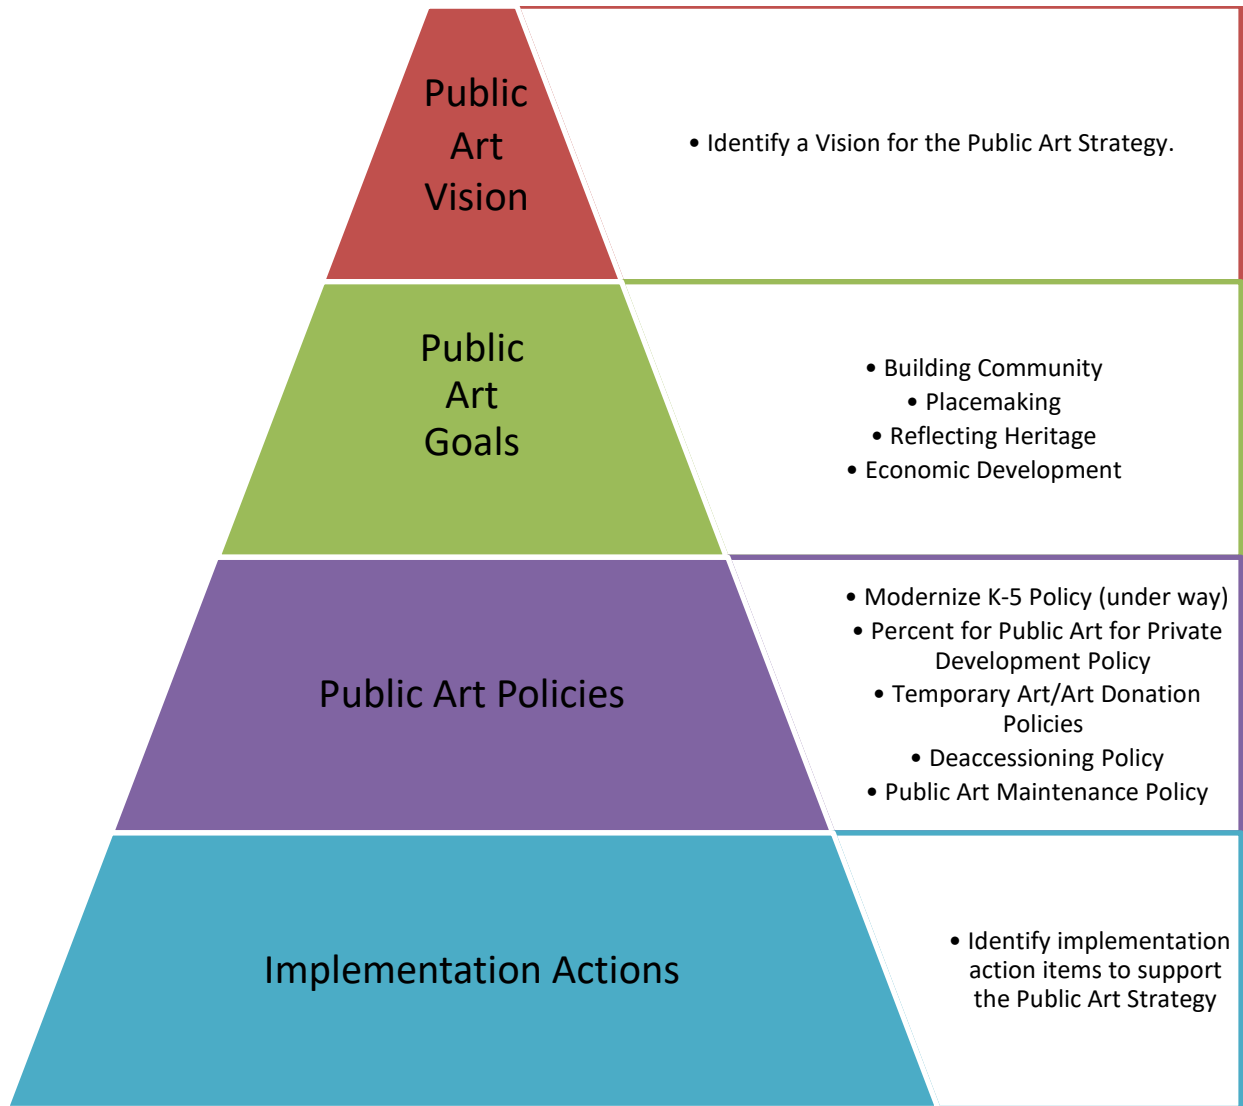 Public
Art
Vision
• Identify a Vision for the Public Art Strategy.
Public
Art
Goals
• Building Community
• Placemaking
• Reflecting Heritage
• Economic Development
Public Art Policies
• Modernize K-5 Policy (under way)
• Percent for Public Art for Private
Development Policy
• Temporary Art/Art Donation
Policies
• Deaccessioning Policy
• Public Art Maintenance Policy
Implementation Actions
• Identify implementation
action items to support
the Public Art Strategy